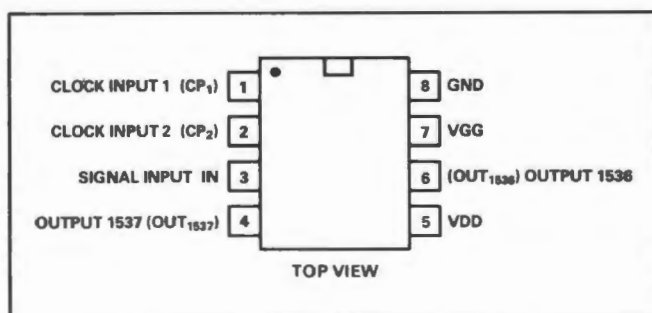 CLOCK INPUT 1 (CP₁) 1
8 GND
CLOCK INPUT 2 (CP₂) 2
7 VGG
SIGNAL INPUT IN 3
6 (OUT₁₅₃₆) OUTPUT 1536
OUTPUT 1537 (OUT₁₅₃₇) 4
5 VDD
TOP VIEW